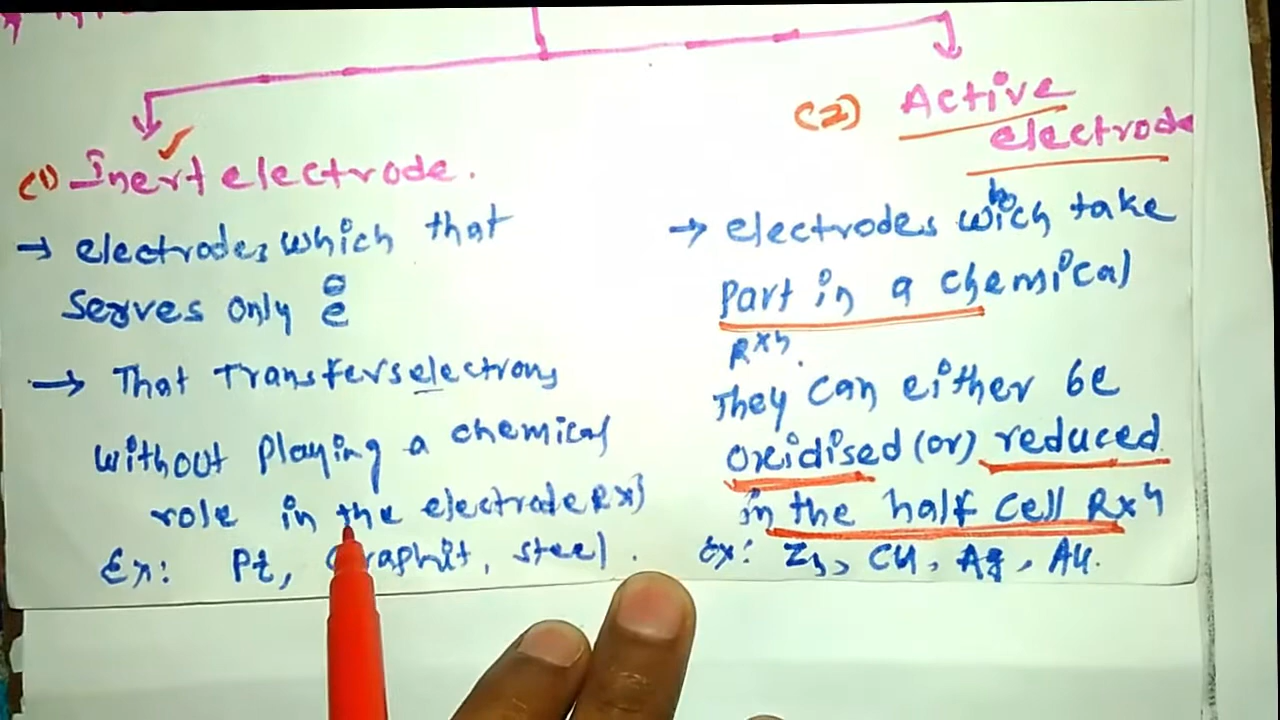 (1) Inert electrode.
→ electrodes which that
serves only e⊖
→ That Transfers electrons
without playing a chemical
role in the electrode Rxn
Ex: Pt, Graphit, steel.
(2) Active
electrode
→ electrodes wich take
h
Part in a chemical
Rxn.
They can either be
oxidised (or) reduced
in the half cell Rxn
Ex: Zn, Cu, Ag, Au.